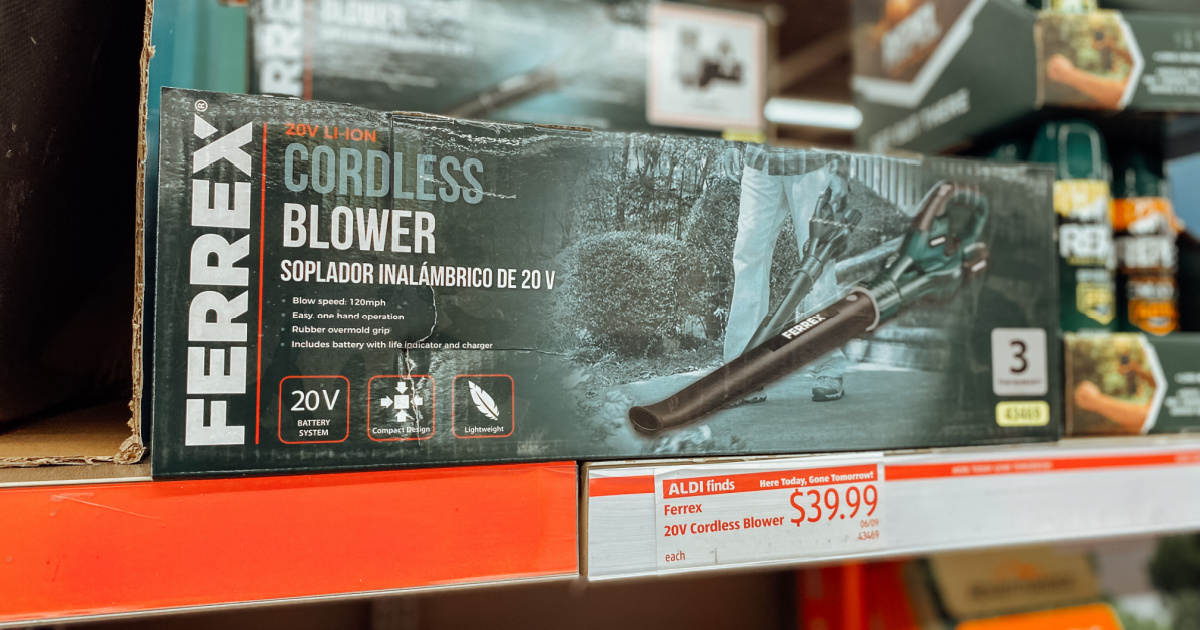 BLOWER
FERREX®
20V LI-ION
CORDLESS
BLOWER
SOPLADOR INALÁMBRICO DE 20 V
Blow speed: 120mph
Easy, one hand operation
Rubber overmold grip
Includes battery with life indicator and charger
20V
BATTERY
SYSTEM
Compact Design
Lightweight
FERREX
3
43469
ALDI finds
Here Today, Gone Tomorrow!
Ferrex
20V Cordless Blower
$39.99
06/09
43469
each